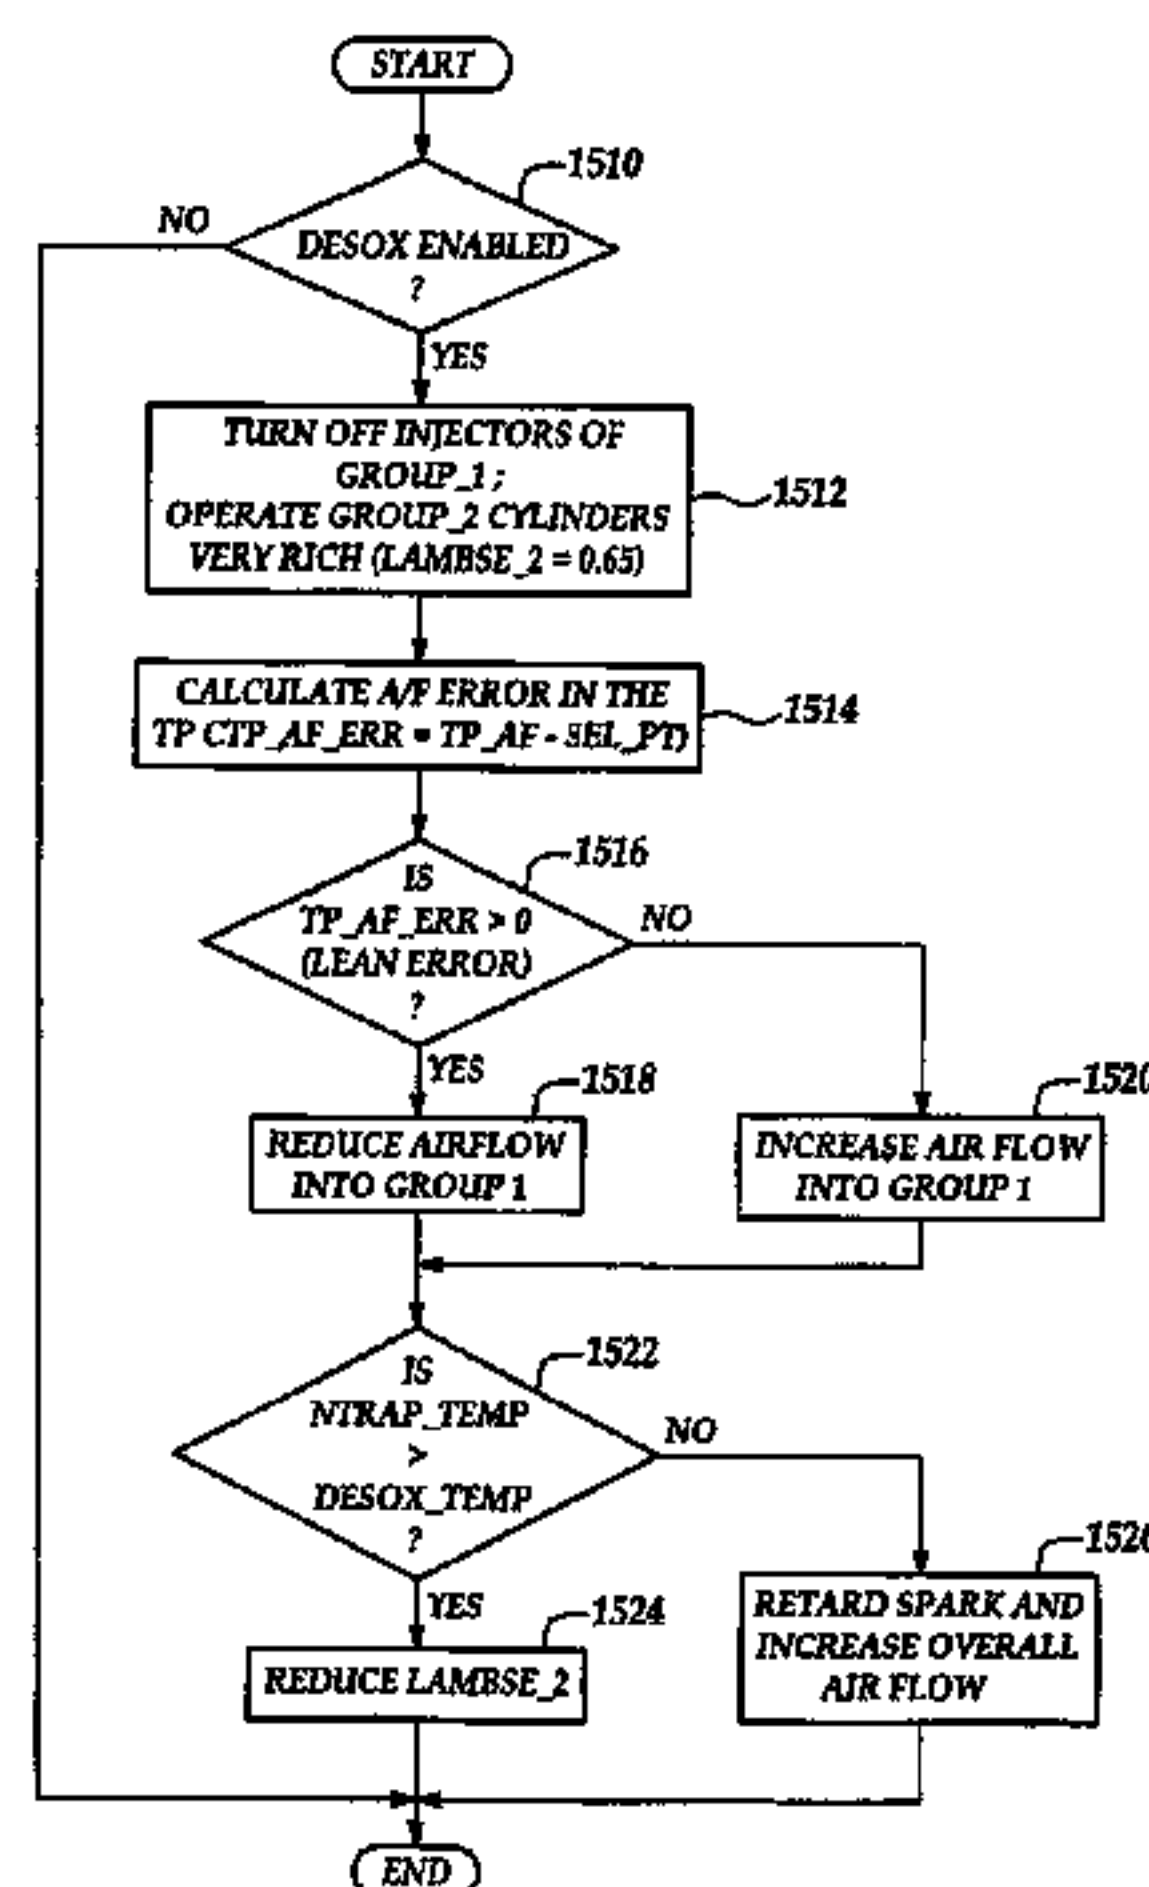 START
1510
NO
DESOX ENABLED
?
YES
TURN OFF INJECTORS OF
GROUP_1 ;
OPERATE GROUP_2 CYLINDERS
VERY RICH (LAMBSE_2 = 0.65)
1512
CALCULATE A/F ERROR IN THE
TP CTP_AF_ERR = TP_AF - SEL_PT)
1514
1516
IS
TP_AF_ERR > 0
(LEAN ERROR)
?
NO
YES
1518
1520
REDUCE AIRFLOW
INTO GROUP 1
INCREASE AIR FLOW
INTO GROUP 1
1522
IS
NTRAP_TEMP
>
DESOX_TEMP
?
NO
YES
1524
1526
REDUCE LAMBSE_2
RETARD SPARK AND
INCREASE OVERALL
AIR FLOW
END